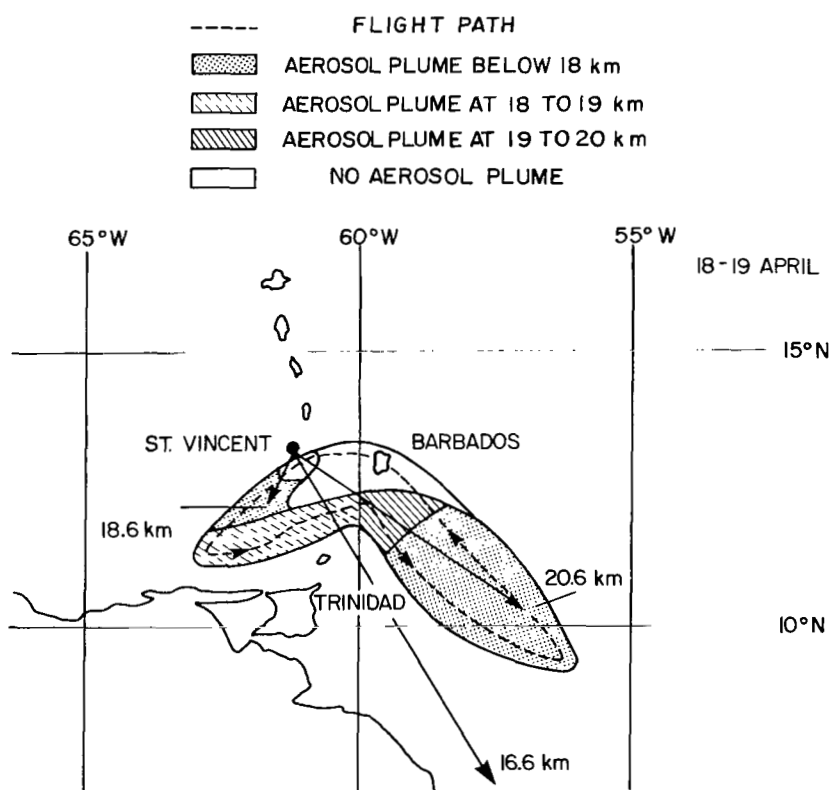 FLIGHT PATH
AEROSOL PLUME BELOW 18 km
AEROSOL PLUME AT 18 TO 19 km
AEROSOL PLUME AT 19 TO 20 km
NO AEROSOL PLUME
65°W 60°W 55°W
18-19 APRIL
15°N
ST. VINCENT BARBADOS
18.6 km
20.6 km
TRINIDAD
10°N
16.6 km